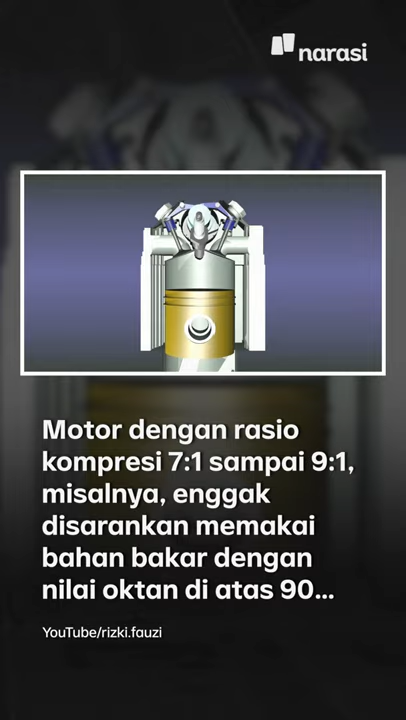 narasi
Motor dengan rasio
kompresi 7:1 sampai 9:1,
misalnya, enggak
disarankan memakai
bahan bakar dengan
nilai oktan di atas 90...
YouTube/rizki.fauzi